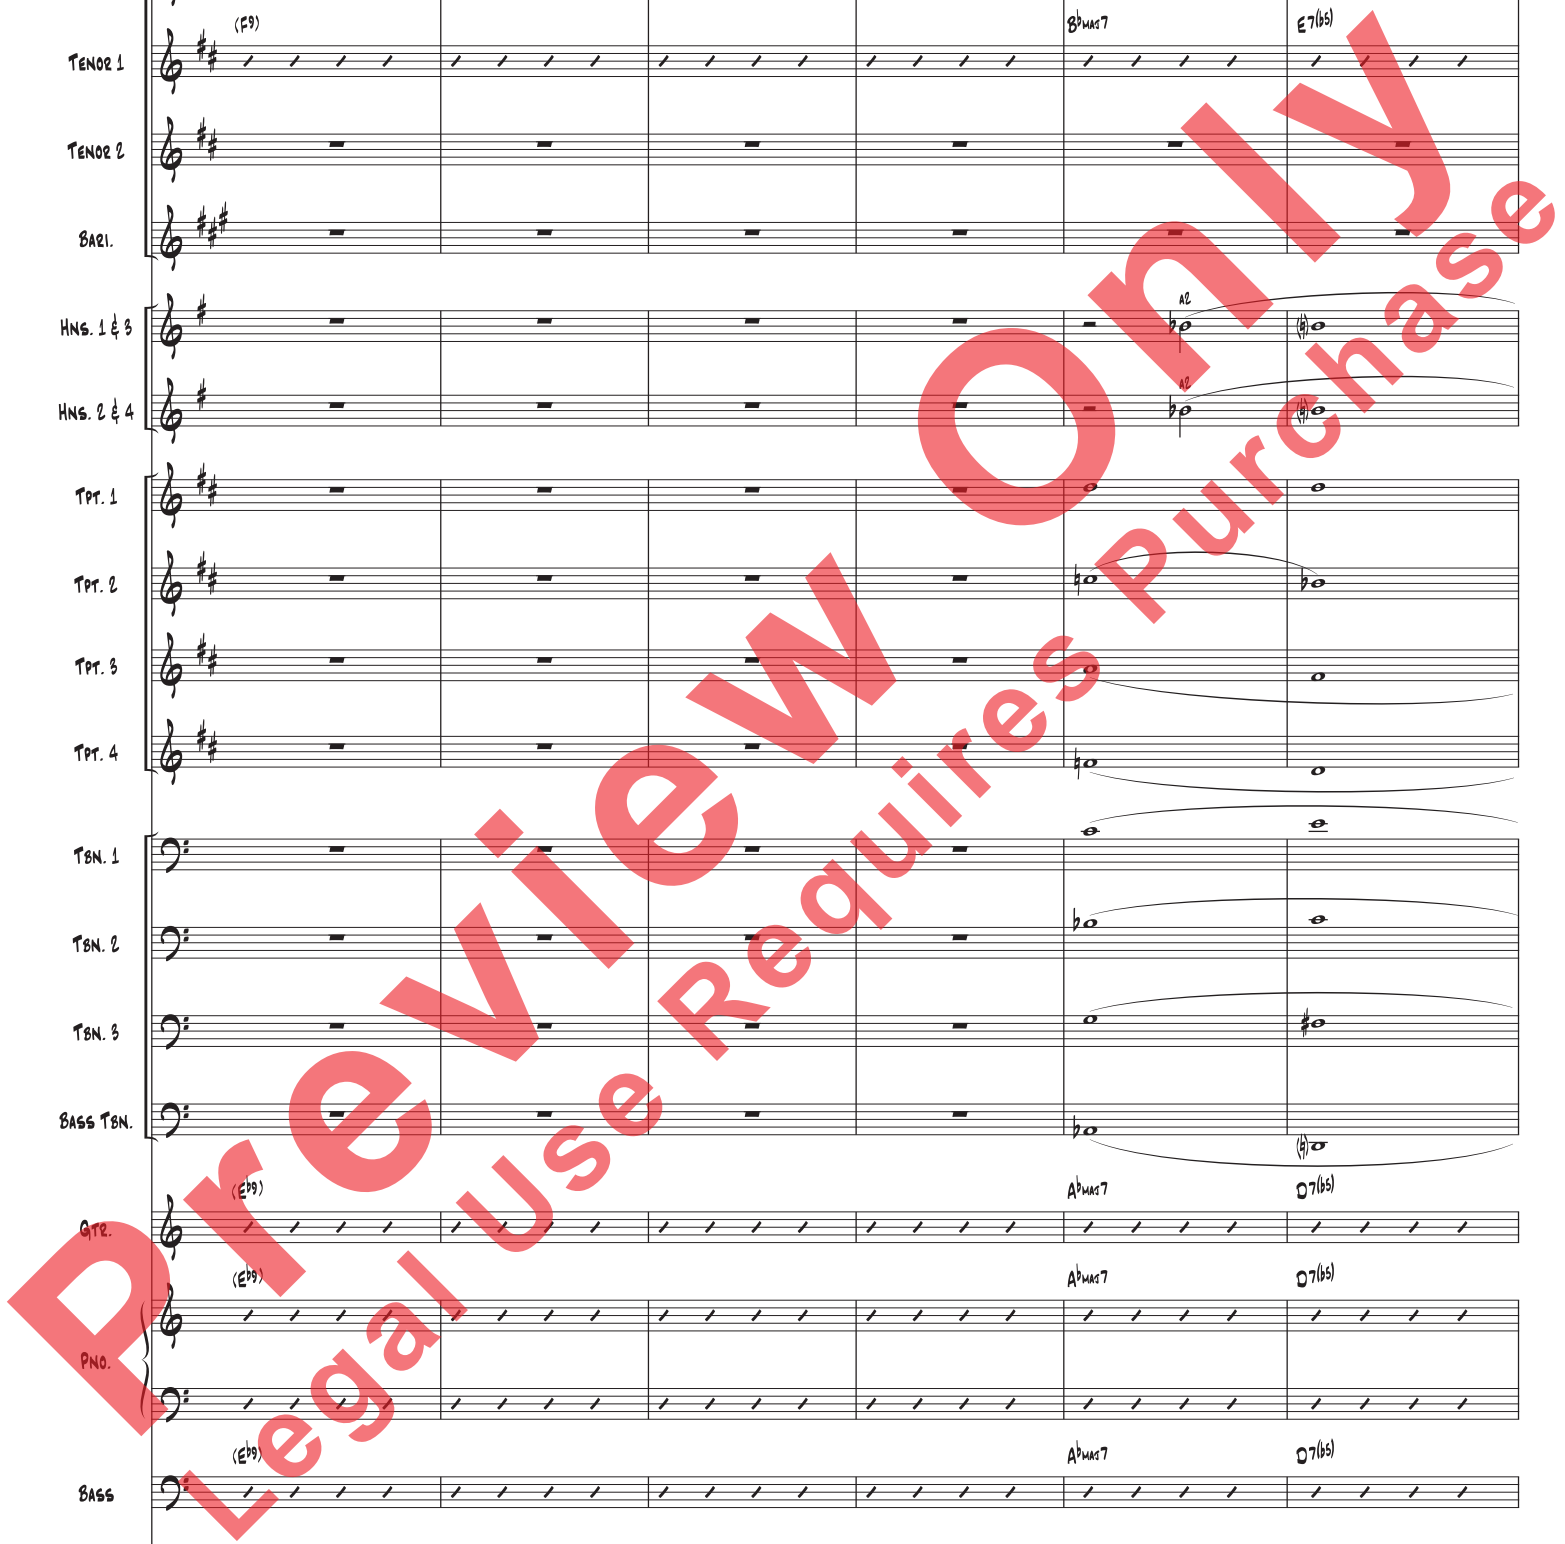 (F9) B♭MAJ7 E7(♭5)
TENOR 1
TENOR 2
BARI.
A2
HNS. 1 & 3
A2
HNS. 2 & 4
TPT. 1
TPT. 2
TPT. 3
TPT. 4
TBN. 1
TBN. 2
TBN. 3
BASS TBN.
(E♭9) A♭MAJ7 D7(♭5)
GTR.
(E♭9) A♭MAJ7 D7(♭5)
PNO.
(E♭9) A♭MAJ7 D7(♭5)
BASS
Preview Only
Legal Use Requires Purchase